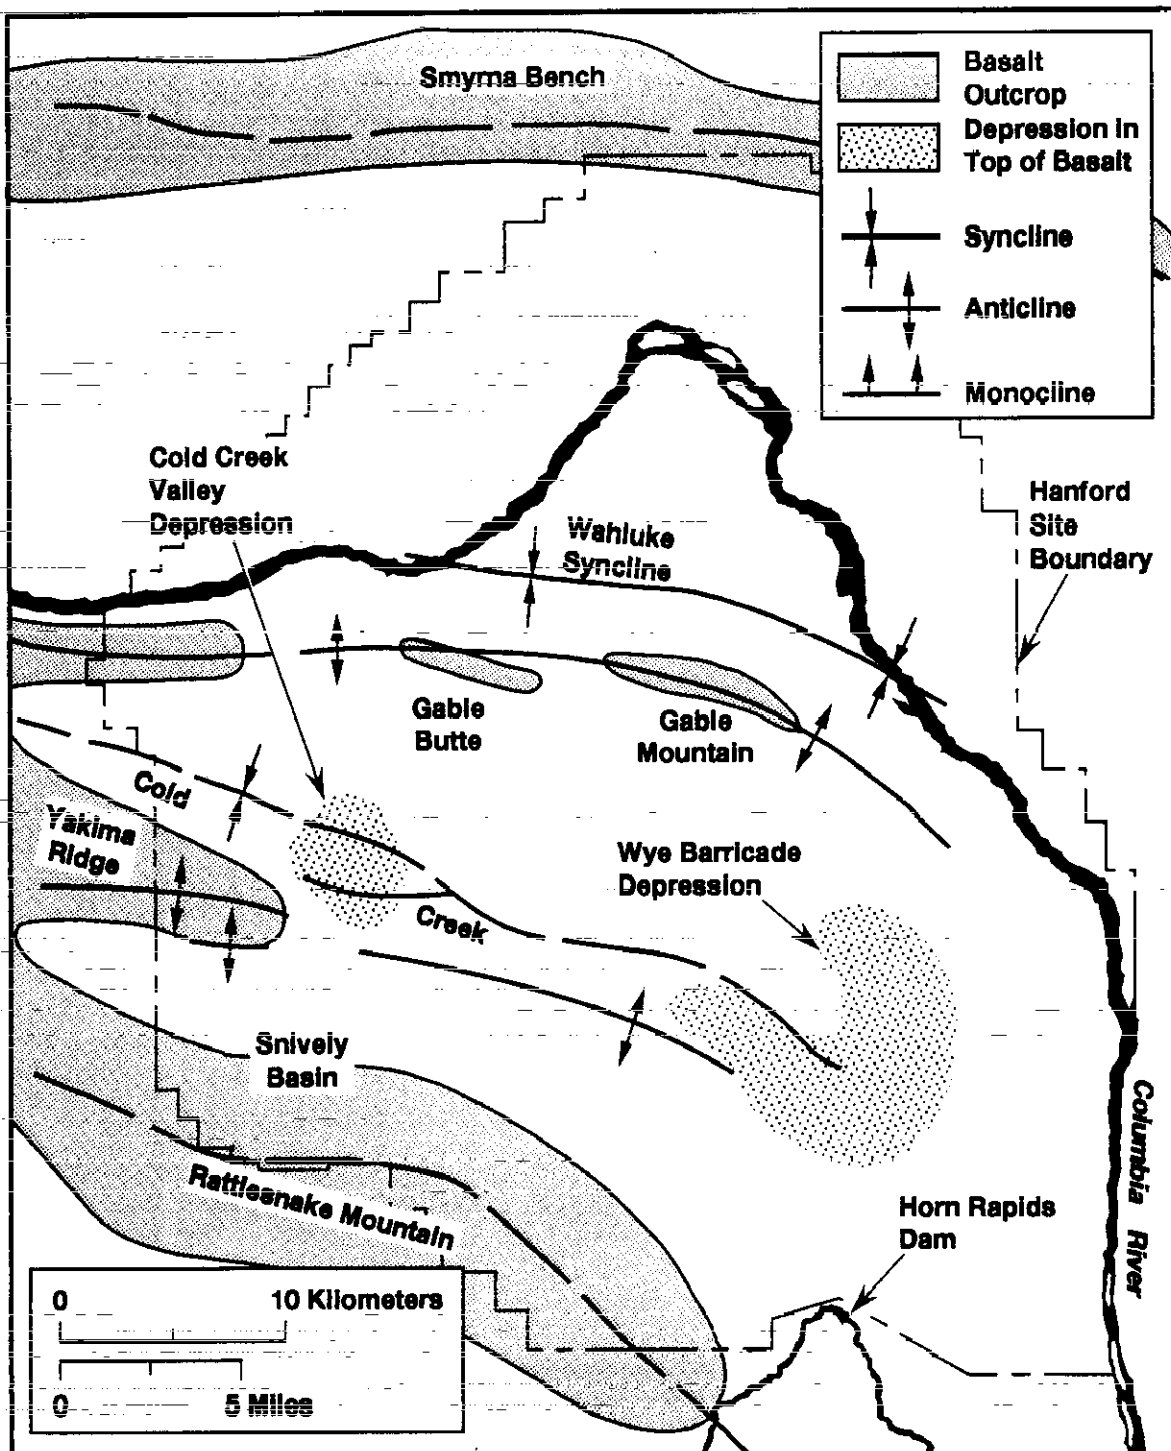 Smyrna Bench
Basalt
Outcrop
Depression in
Top of Basalt
Syncline
Anticline
Monocline
Cold Creek
Valley
Depression
Wahluke
Syncline
Hanford
Site
Boundary
Gable
Butte
Gable
Mountain
Cold
Creek
Yakima
Ridge
Wye Barricade
Depression
Snively
Basin
Rattlesnake Mountain
Columbia River
Horn Rapids
Dam
0 10 Kilometers
0 5 Miles